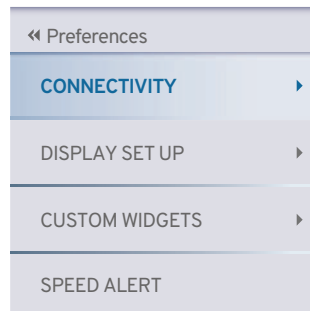 Preferences
CONNECTIVITY
DISPLAY SET UP
CUSTOM WIDGETS
SPEED ALERT